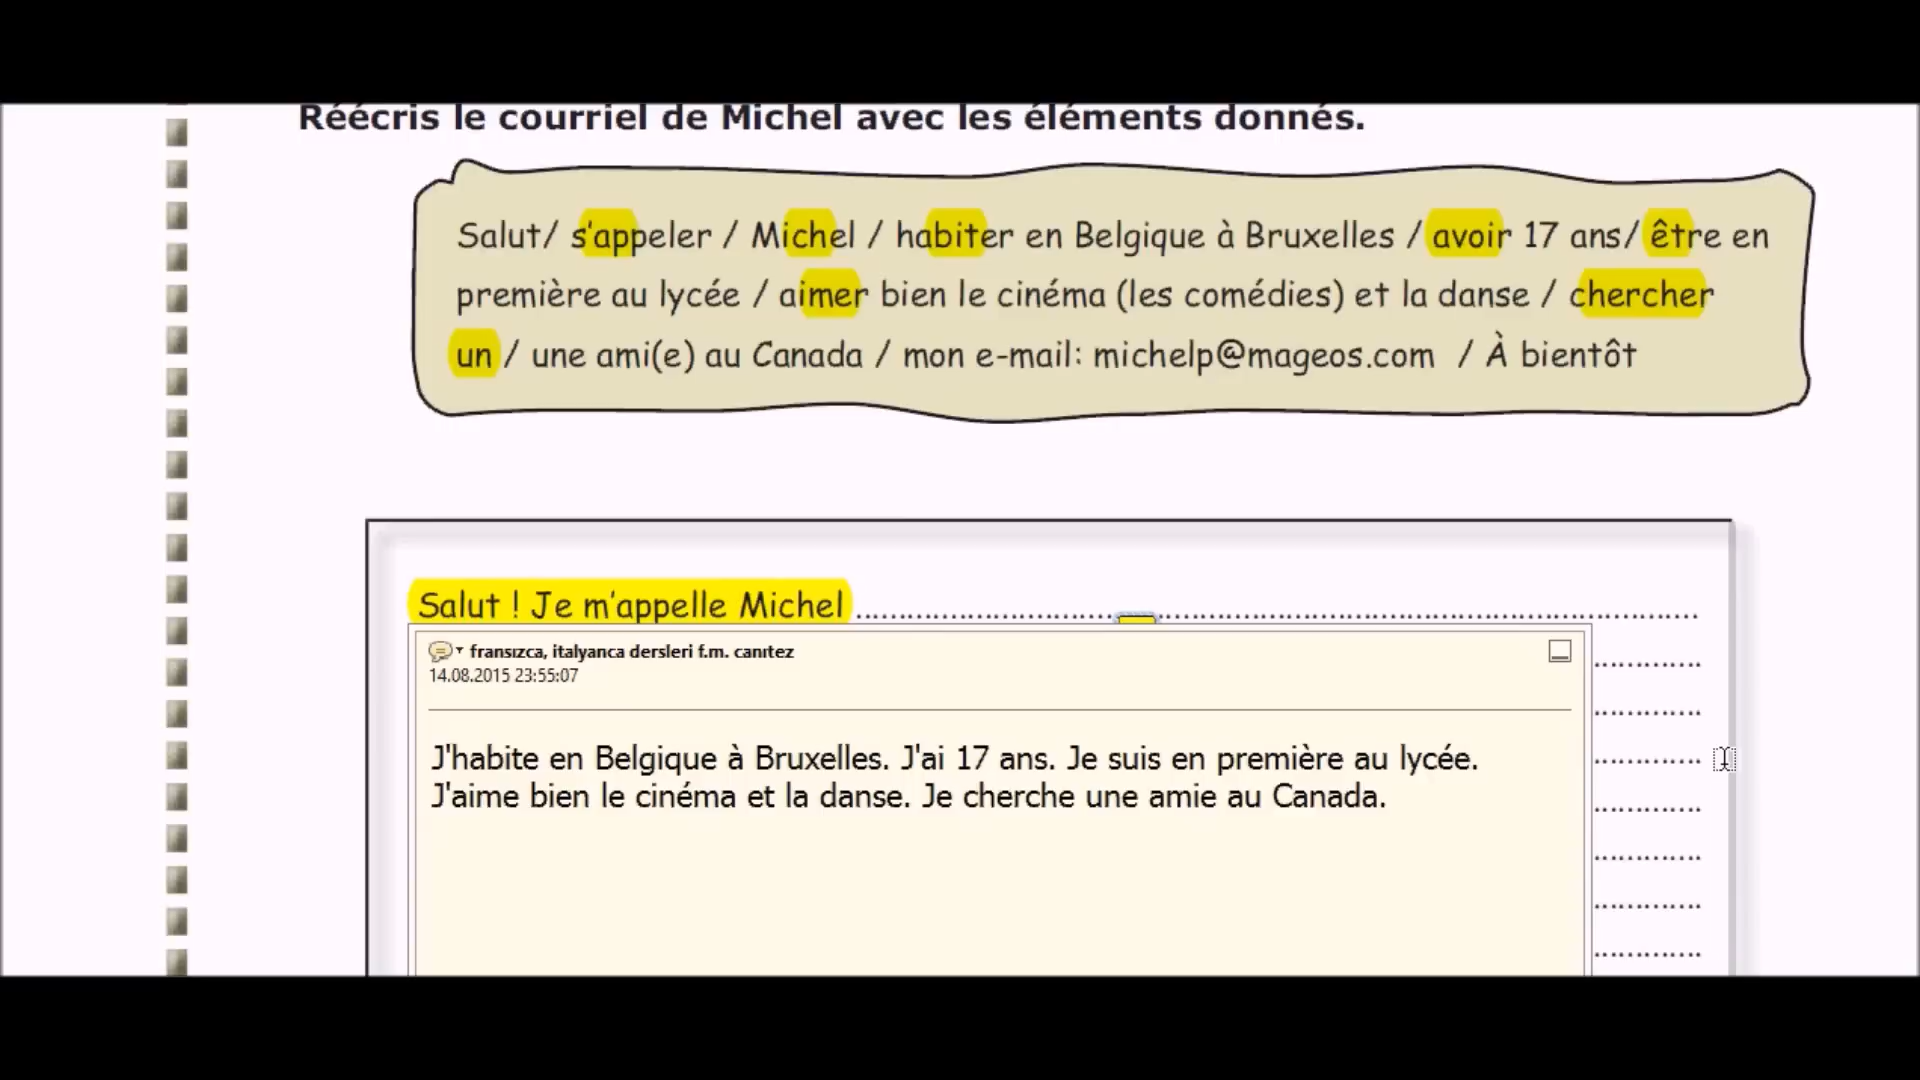 Réécris le courriel de Michel avec les éléments donnés.
Salut/ s'appeler / Michel / habiter en Belgique à Bruxelles / avoir 17 ans/ être en
première au lycée / aimer bien le cinéma (les comédies) et la danse / chercher
un / une ami(e) au Canada / mon e-mail: michelp@mageos.com / À bientôt
Salut ! Je m'appelle Michel
fransızca, italyanca dersleri f.m. canıtez
14.08.2015 23:55:07
J'habite en Belgique à Bruxelles. J'ai 17 ans. Je suis en première au lycée.
J'aime bien le cinéma et la danse. Je cherche une amie au Canada.